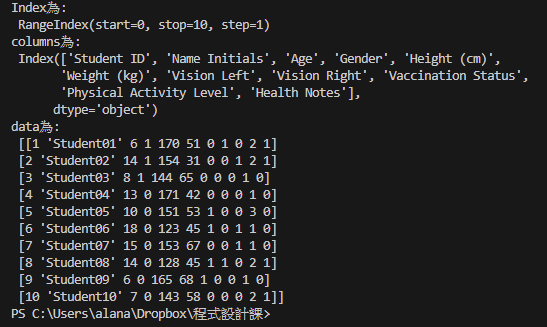 Index為:
RangeIndex(start=0, stop=10, step=1)
columns為:
Index(['Student ID', 'Name Initials', 'Age', 'Gender', 'Height (cm)',
'Weight (kg)', 'Vision Left', 'Vision Right', 'Vaccination Status',
'Physical Activity Level', 'Health Notes'],
dtype='object')
data為:
[[1 'Student01' 6 1 170 51 0 1 0 2 1]
[2 'Student02' 14 1 154 31 0 0 1 2 1]
[3 'Student03' 8 1 144 65 0 0 0 1 0]
[4 'Student04' 13 0 171 42 0 0 0 1 0]
[5 'Student05' 10 0 151 53 1 0 0 3 0]
[6 'Student06' 18 0 123 45 1 0 1 1 0]
[7 'Student07' 15 0 153 67 0 0 1 1 0]
[8 'Student08' 14 0 128 45 1 1 0 2 1]
[9 'Student09' 6 0 165 68 1 0 0 1 0]
[10 'Student10' 7 0 143 58 0 0 0 2 1]]
PS C:\Users\alana\Dropbox\程式設計課>